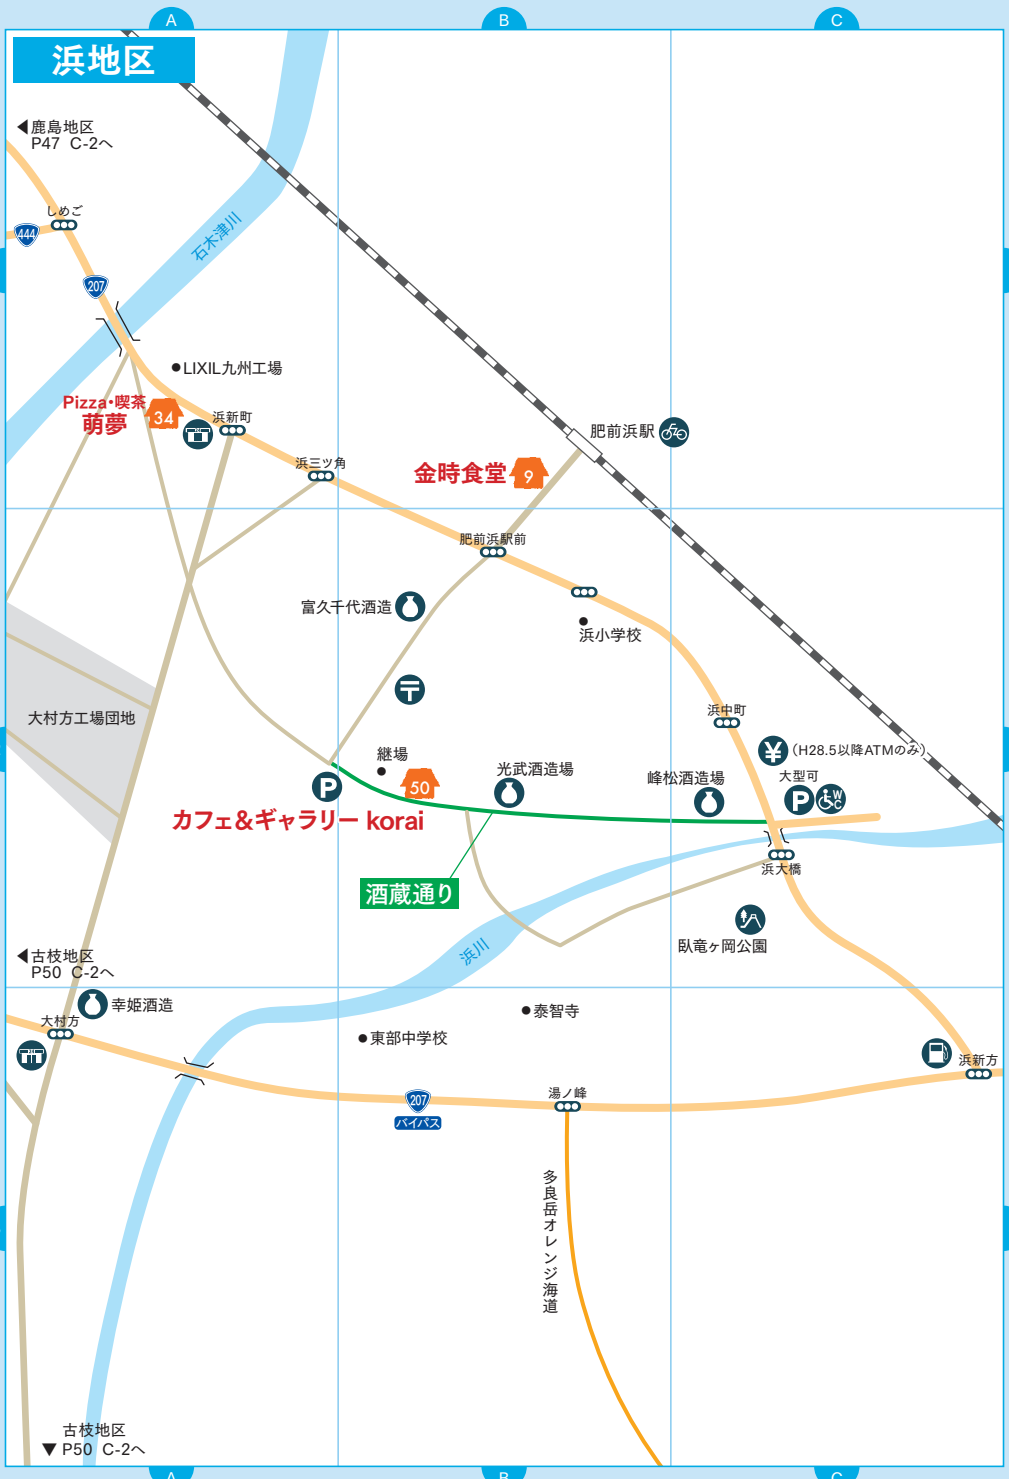 A
B
C
浜地区
鹿島地区
P47 C-2へ
しめご
444
石木津川
207
LIXIL九州工場
Pizza・喫茶
萌夢
34
浜新町
肥前浜駅
浜三ツ角
金時食堂
9
肥前浜駅前
富久千代酒造
浜小学校
大村方工場団地
浜中町
継場
(H28.5以降ATMのみ)
光武酒造場
峰松酒造場
大型可
P
50
P
WC
カフェ&ギャラリー korai
浜大橋
酒蔵通り
臥竜ヶ岡公園
浜川
古枝地区
P50 C-2へ
幸姫酒造
泰智寺
大村方
東部中学校
浜新方
湯ノ峰
207
バイパス
多良岳オレンジ海道
古枝地区
P50 C-2へ
A
B
C